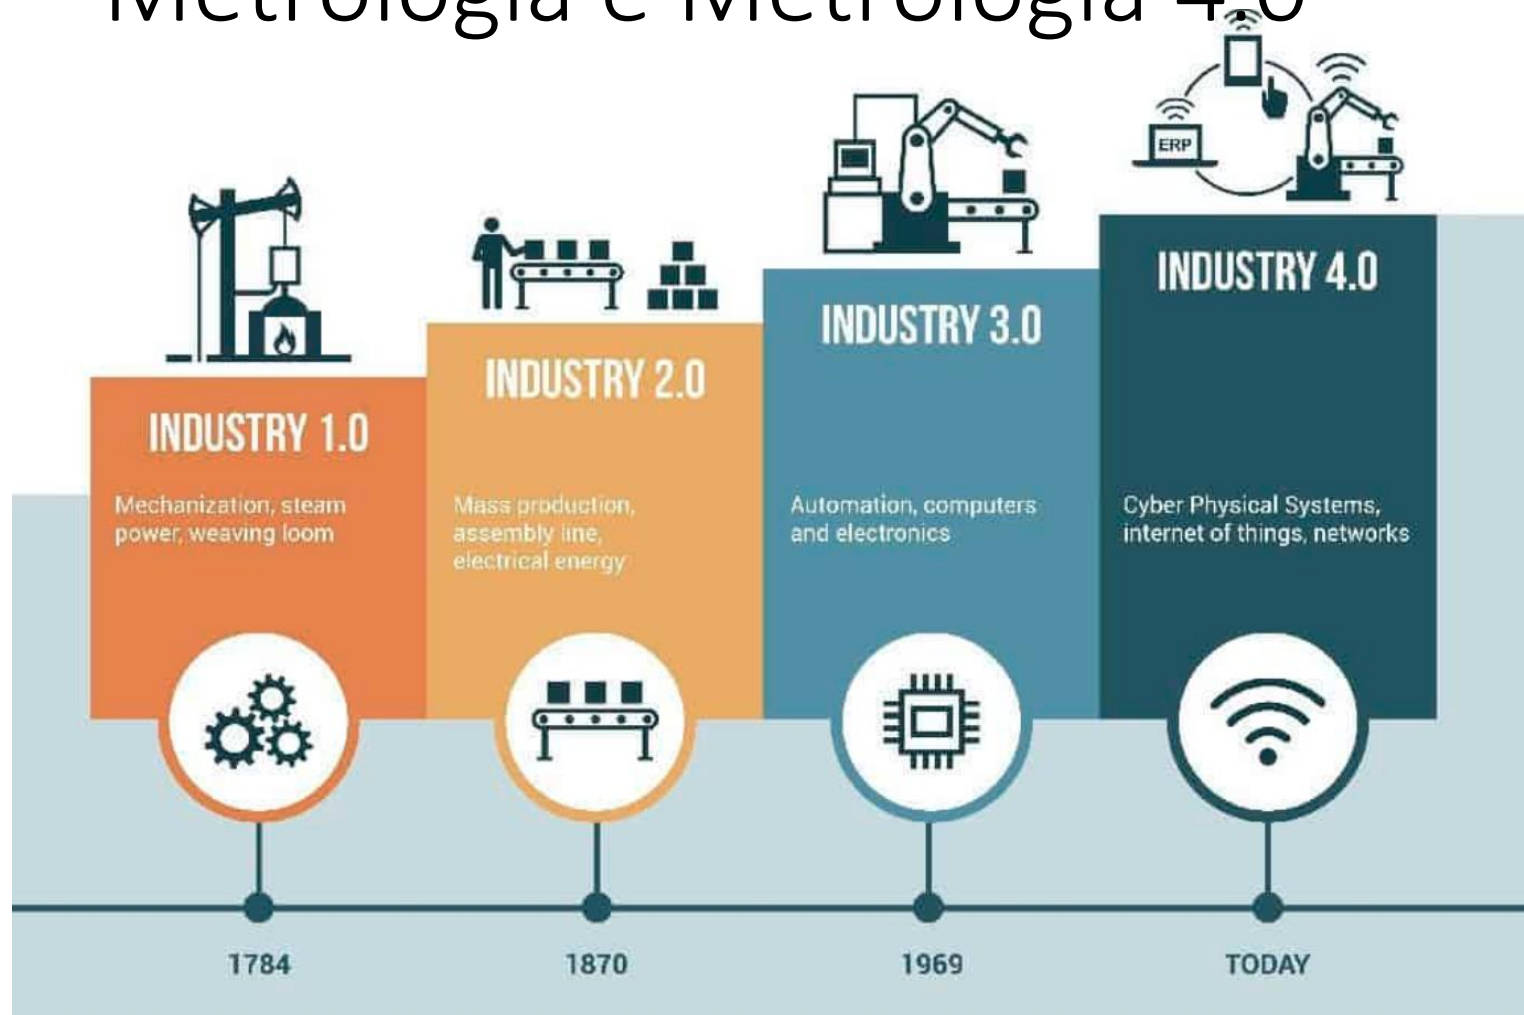 Metrologia e Metrologia 4.0
ERP
INDUSTRY 1.0
Mechanization, steam
power, weaving loom
INDUSTRY 2.0
Mass production,
assembly line,
electrical energy
INDUSTRY 3.0
Automation, computers
and electronics
INDUSTRY 4.0
Cyber Physical Systems,
internet of things, networks
1784
1870
1969
TODAY